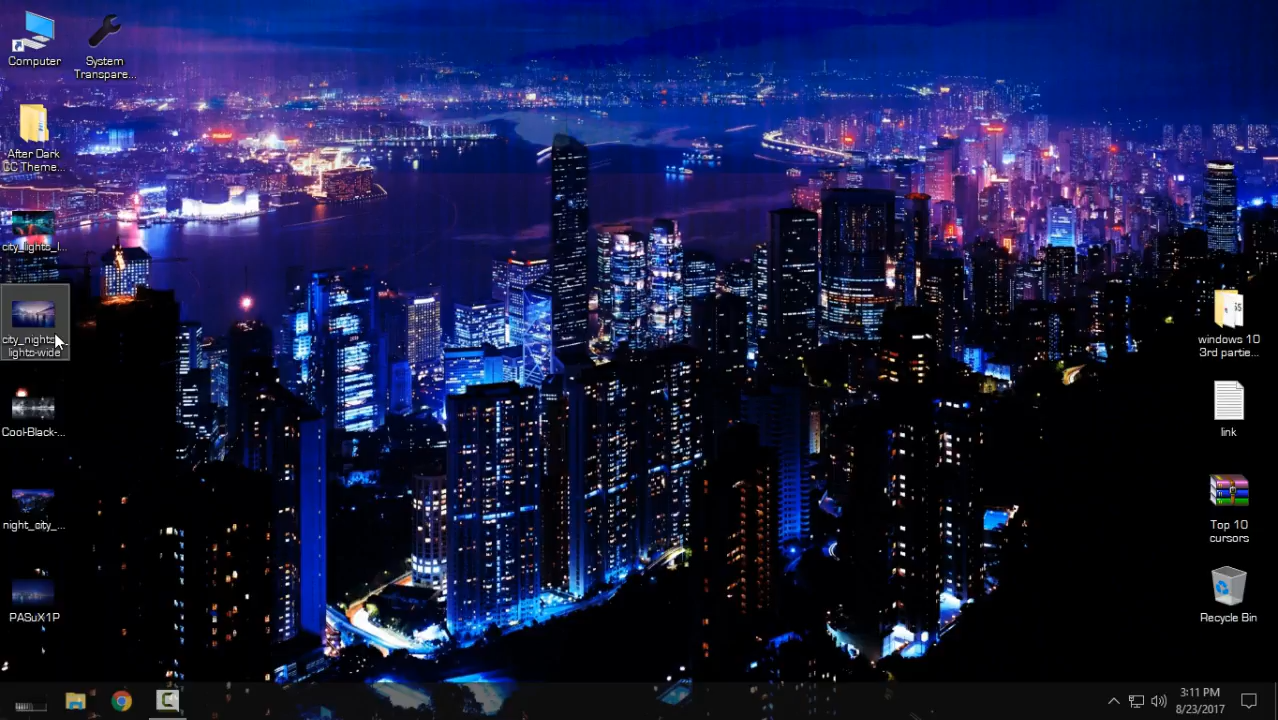 Computer
System
Transpare...
After Dark
CC Theme...
city_lights_l...
city_nights-
lights-wide
Cool-Black-...
night_city_...
PASuX1P
windows 10
3rd partie...
link
Top 10
cursors
Recycle Bin
3:11 PM
8/23/2017